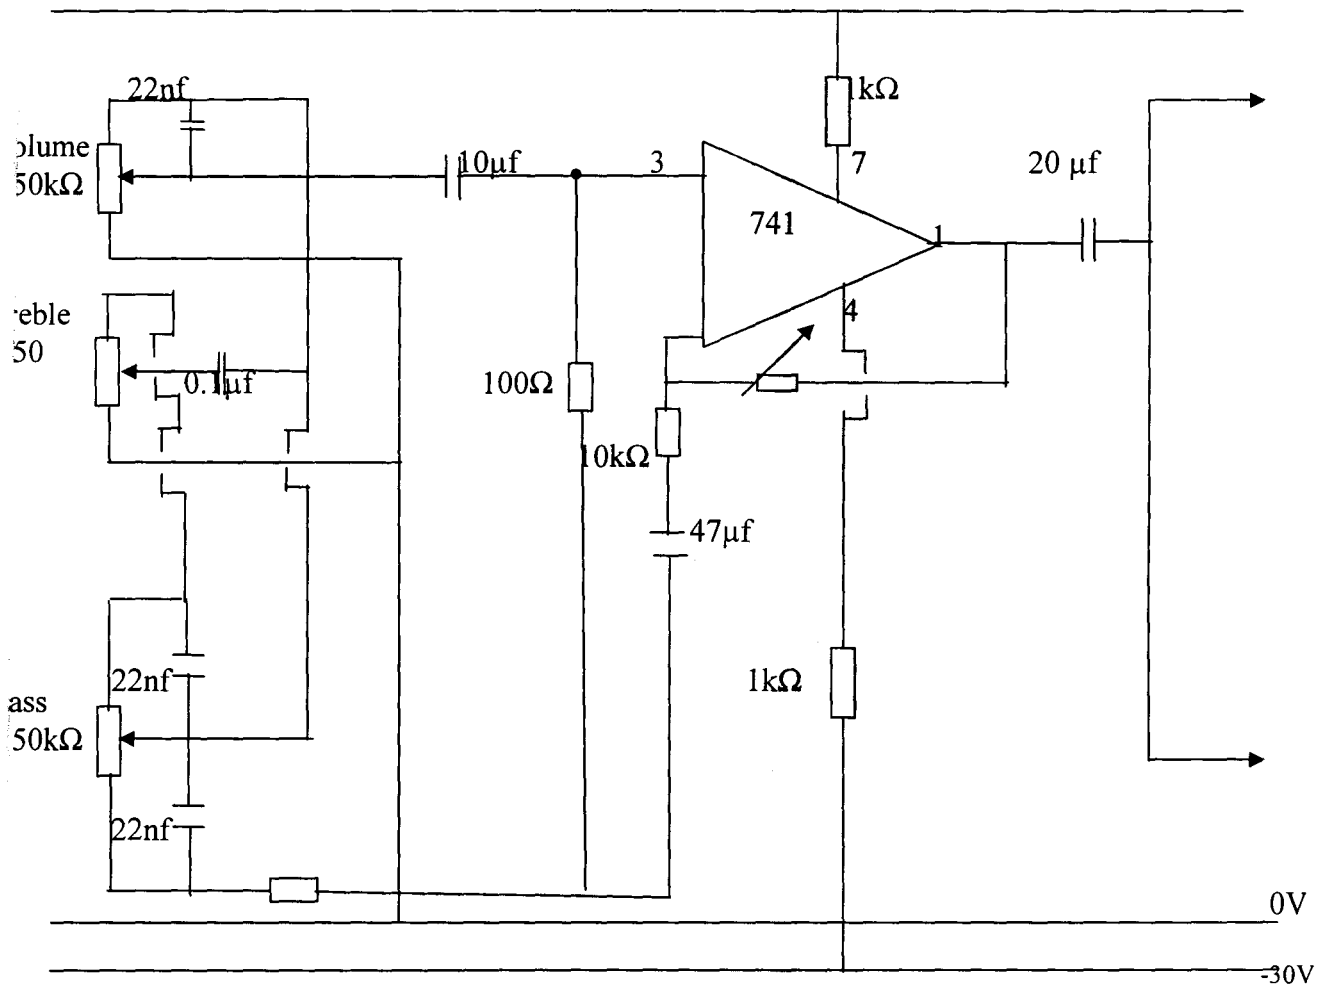 22nf
1kΩ
olume
50kΩ
10µf
3
7
20 µf
741
1
4
reble
50
0.1µf
100Ω
10kΩ
47µf
22nf
1kΩ
ass
50kΩ
22nf
0V
-30V